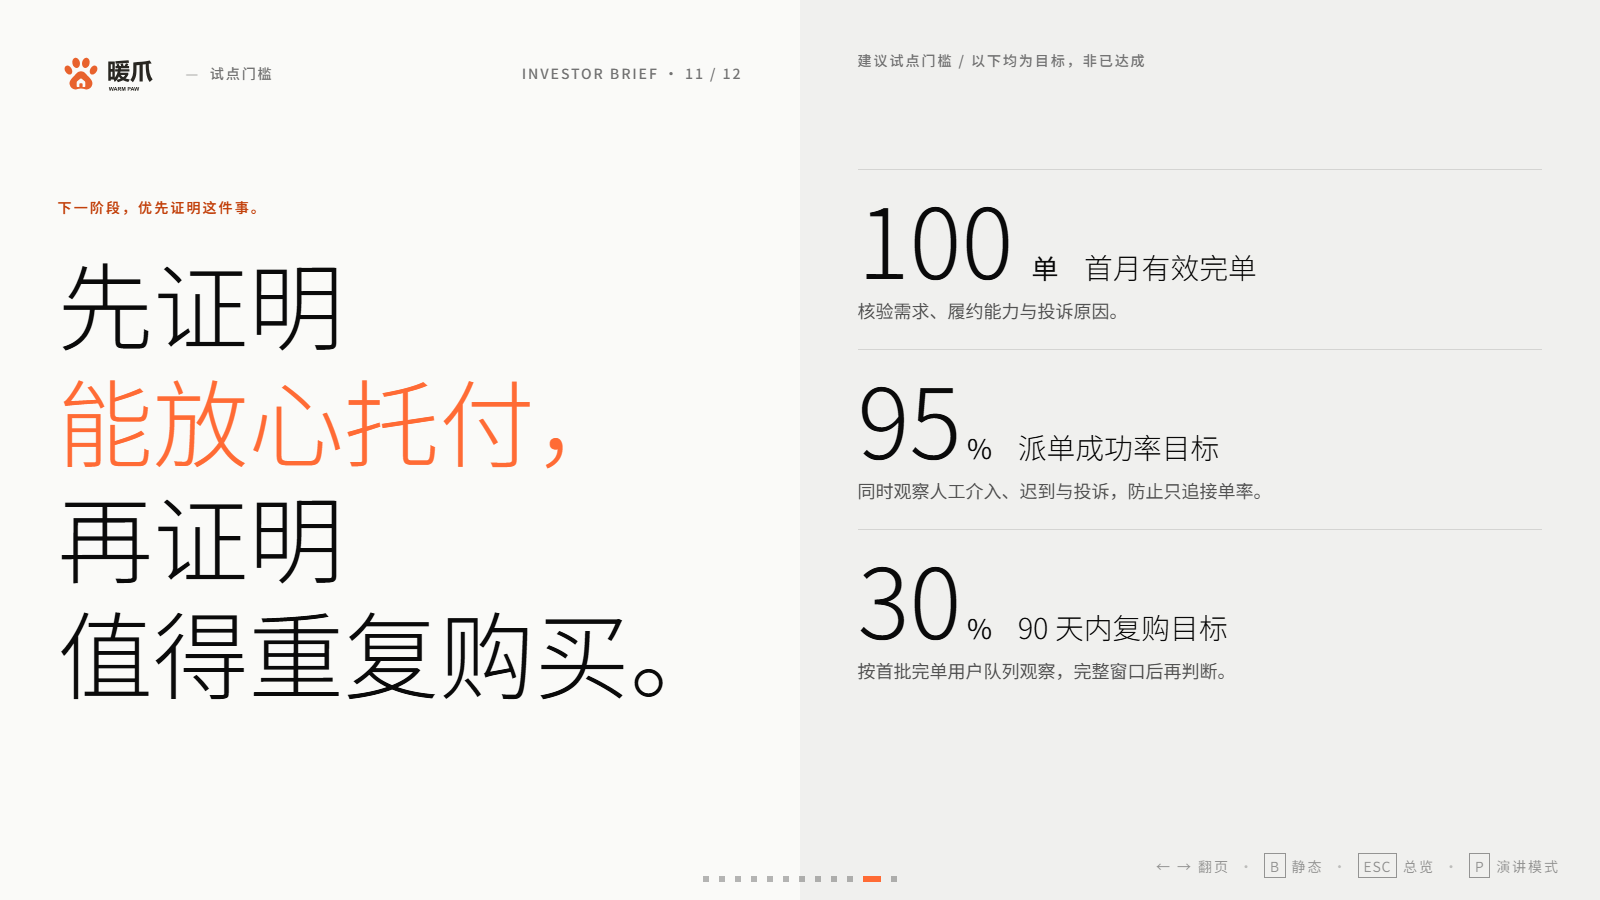 暖爪
WARM PAW
— 试点门槛
INVESTOR BRIEF · 11 / 12
下一阶段，优先证明这件事。
先证明
能放心托付，
再证明
值得重复购买。
建议试点门槛 / 以下均为目标，非已达成
100 单 首月有效完单
核验需求、履约能力与投诉原因。
95 % 派单成功率目标
同时观察人工介入、迟到与投诉，防止只追接单率。
30 % 90 天内复购目标
按首批完单用户队列观察，完整窗口后再判断。
← → 翻页 · B 静态 · ESC 总览 · P 演讲模式